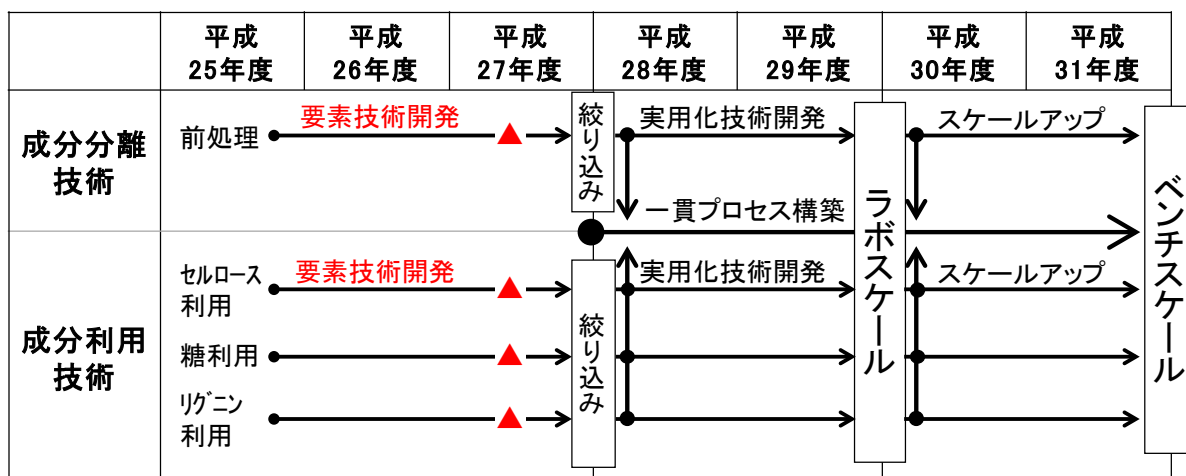 平成
25年度
平成
26年度
平成
27年度
平成
28年度
平成
29年度
平成
30年度
平成
31年度
成分分離
技術
前処理
要素技術開発
絞り込み
実用化技術開発
スケールアップ
一貫プロセス構築
ラボスケール
ベンチスケール
成分利用
技術
セルロース
利用
要素技術開発
絞り込み
実用化技術開発
スケールアップ
糖利用
リグニン
利用